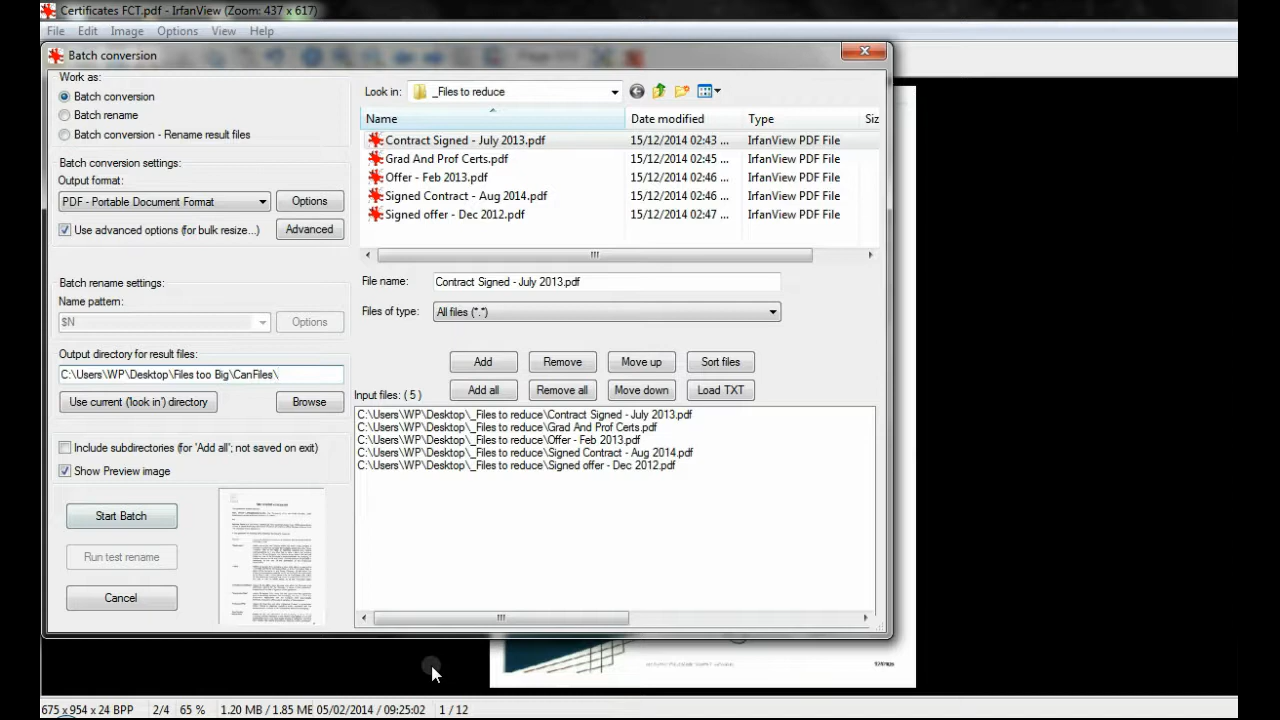 Certificates FCT.pdf - IrfanView (Zoom: 437 x 617)
File Edit Image Options View Help
Batch conversion
Work as:
Batch conversion
Batch rename
Batch conversion - Rename result files
Batch conversion settings:
Output format:
PDF - Portable Document Format Options
Use advanced options (for bulk resize...) Advanced
Batch rename settings:
Name pattern:
$N Options
Output directory for result files:
C:\Users\WP\Desktop\Files too Big\CanFiles\
Use current ('look in') directory Browse
Include subdirectories (for 'Add all'; not saved on exit)
Show Preview image
Start Batch
Run test rename
Cancel
Look in: _Files to reduce
Name Date modified Type Siz
Contract Signed - July 2013.pdf 15/12/2014 02:43 ... IrfanView PDF File
Grad And Prof Certs.pdf 15/12/2014 02:45 ... IrfanView PDF File
Offer - Feb 2013.pdf 15/12/2014 02:46 ... IrfanView PDF File
Signed Contract - Aug 2014.pdf 15/12/2014 02:46 ... IrfanView PDF File
Signed offer - Dec 2012.pdf 15/12/2014 02:47 ... IrfanView PDF File
File name: Contract Signed - July 2013.pdf
Files of type: All files (*.*)
Add Remove Move up Sort files
Input files: ( 5 ) Add all Remove all Move down Load TXT
C:\Users\WP\Desktop\_Files to reduce\Contract Signed - July 2013.pdf
C:\Users\WP\Desktop\_Files to reduce\Grad And Prof Certs.pdf
C:\Users\WP\Desktop\_Files to reduce\Offer - Feb 2013.pdf
C:\Users\WP\Desktop\_Files to reduce\Signed Contract - Aug 2014.pdf
C:\Users\WP\Desktop\_Files to reduce\Signed offer - Dec 2012.pdf
675 x 954 x 24 BPP 2/4 65 % 1.20 MB / 1.85 ME 05/02/2014 / 09:25:02 1 / 12